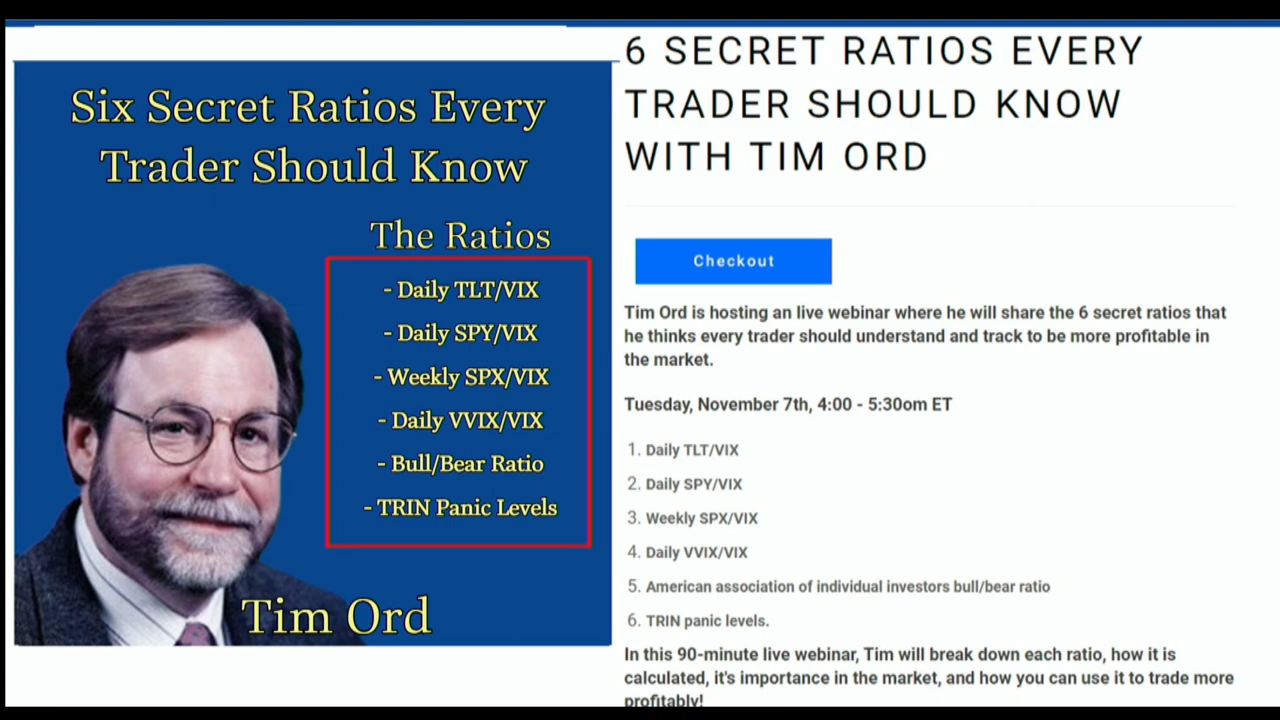 Six Secret Ratios Every
Trader Should Know
The Ratios
- Daily TLT/VIX
- Daily SPY/VIX
- Weekly SPX/VIX
- Daily VVIX/VIX
- Bull/Bear Ratio
- TRIN Panic Levels
Tim Ord
6 SECRET RATIOS EVERY
TRADER SHOULD KNOW
WITH TIM ORD
Checkout
Tim Ord is hosting an live webinar where he will share the 6 secret ratios that
he thinks every trader should understand and track to be more profitable in
the market.
Tuesday, November 7th, 4:00 - 5:30om ET
1. Daily TLT/VIX
2. Daily SPY/VIX
3. Weekly SPX/VIX
4. Daily VVIX/VIX
5. American association of individual investors bull/bear ratio
6. TRIN panic levels.
In this 90-minute live webinar, Tim will break down each ratio, how it is
calculated, it's importance in the market, and how you can use it to trade more
profitably!